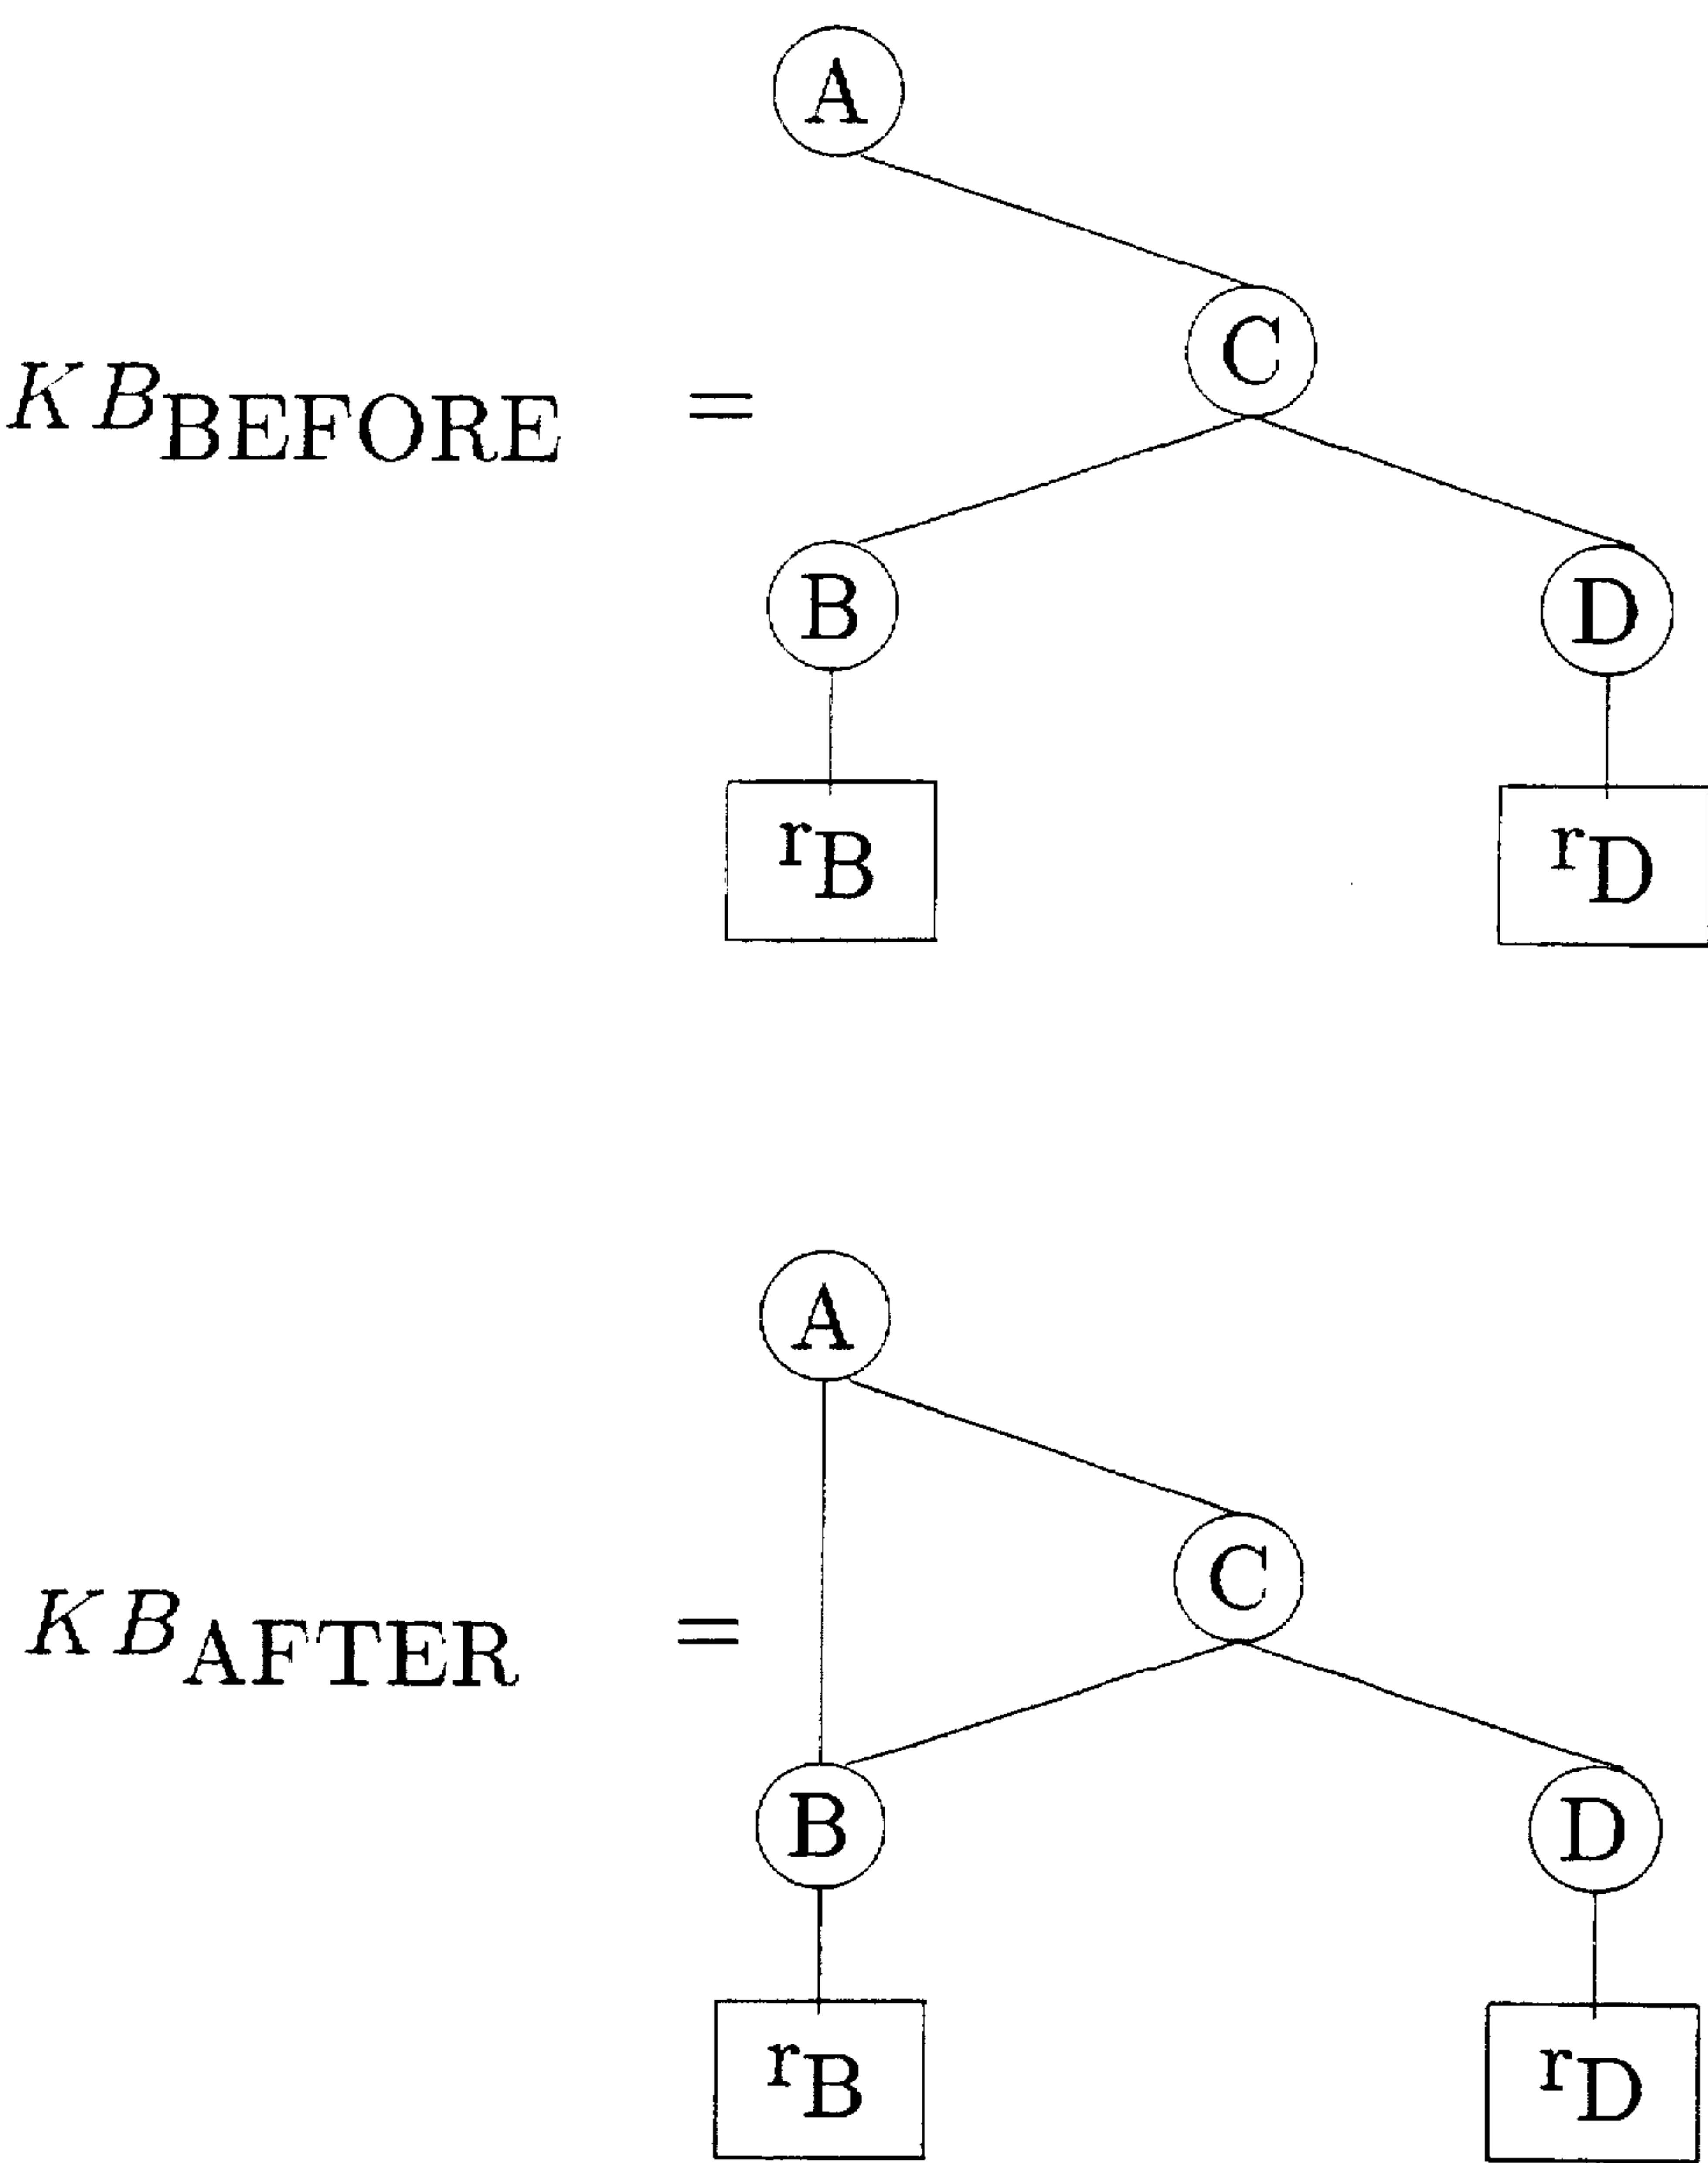 A
C
KB_BEFORE =
B D
r_B r_D
A
C
KB_AFTER =
B D
r_B r_D